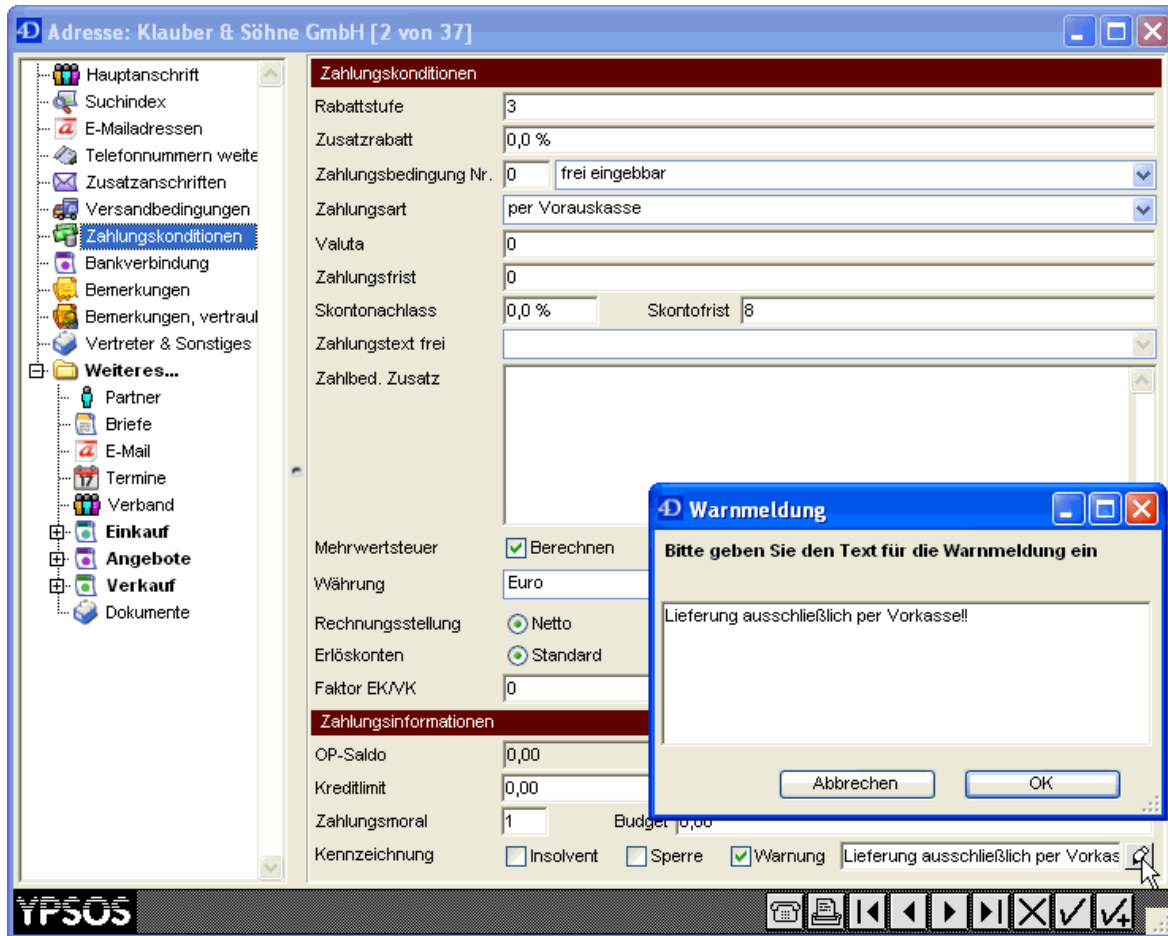 Adresse: Klauber & Söhne GmbH [2 von 37]
Hauptanschrift
Suchindex
E-Mailadressen
Telefonnummern weite
Zusatzanschriften
Versandbedingungen
Zahlungskonditionen
Bankverbindung
Bemerkungen
Bemerkungen, vertraul
Vertreter & Sonstiges
Weiteres...
Partner
Briefe
E-Mail
Termine
Verband
Einkauf
Angebote
Verkauf
Dokumente
Zahlungskonditionen
Rabattstufe 3
Zusatzrabatt 0,0 %
Zahlungsbedingung Nr. 0 frei eingebbar
Zahlungsart per Vorauskasse
Valuta 0
Zahlungsfrist 0
Skontonachlass 0,0 % Skontofrist 8
Zahlungstext frei
Zahlbed. Zusatz
Mehrwertsteuer Berechnen
Währung Euro
Rechnungsstellung Netto
Erlöskonten Standard
Faktor EK/VK 0
Zahlungsinformationen
OP-Saldo 0,00
Kreditlimit 0,00
Zahlungsmoral 1 Budget 0,00
Kennzeichnung Insolvent Sperre Warnung Lieferung ausschließlich per Vorkas
Warnmeldung
Bitte geben Sie den Text für die Warnmeldung ein
Lieferung ausschließlich per Vorkasse!!
Abbrechen OK
YPSOS